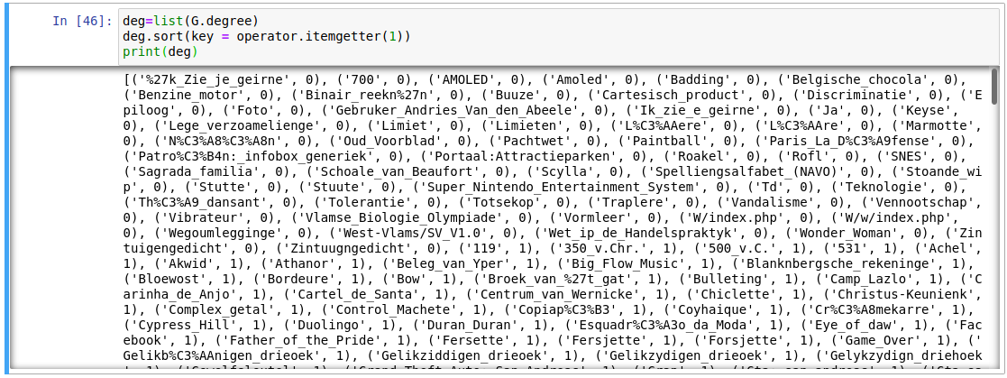 In [46]:
deg=list(G.degree)
deg.sort(key = operator.itemgetter(1))
print(deg)
[('%27k_Zie_je_geirne', 0), ('700', 0), ('AMOLED', 0), ('Amoled', 0), ('Badding', 0), ('Belgische_chocola', 0),
('Benzine_motor', 0), ('Binair_reekn%27n', 0), ('Buuze', 0), ('Cartesisch_product', 0), ('Discriminatie', 0), ('E
piloog', 0), ('Foto', 0), ('Gebruker_Andries_Van_den_Abeele', 0), ('Ik_zie_e_geirne', 0), ('Ja', 0), ('Keyse',
0), ('Lege_verzoamelienge', 0), ('Limiet', 0), ('Limieten', 0), ('L%C3%AAere', 0), ('L%C3%AAre', 0), ('Marmotte',
0), ('N%C3%A8%C3%A8n', 0), ('Oud_Voorblad', 0), ('Pachtwet', 0), ('Paintball', 0), ('Paris_La_D%C3%A9fense', 0),
('Patro%C3%B4n:_infobox_generiek', 0), ('Portaal:Attractieparken', 0), ('Roakel', 0), ('Rofl', 0), ('SNES', 0),
('Sagrada_familia', 0), ('Schoale_van_Beaufort', 0), ('Scylla', 0), ('Spelliengsalfabet_(NAVO)', 0), ('Stoande_wi
p', 0), ('Stutte', 0), ('Stuute', 0), ('Super_Nintendo_Entertainment_System', 0), ('Td', 0), ('Teknologie', 0),
('Th%C3%A9_dansant', 0), ('Tolerantie', 0), ('Totsekop', 0), ('Traplere', 0), ('Vandalisme', 0), ('Vennootschap',
0), ('Vibrateur', 0), ('Vlamse_Biologie_Olympiade', 0), ('Vormleer', 0), ('W/index.php', 0), ('W/w/index.php',
0), ('Wegoumlegginge', 0), ('West-Vlams/SV_V1.0', 0), ('Wet_ip_de_Handelspraktyk', 0), ('Wonder_Woman', 0), ('Zin
tuigengedicht', 0), ('Zintuugngedicht', 0), ('119', 1), ('350_v.Chr.', 1), ('500_v.C.', 1), ('531', 1), ('Achel',
1), ('Akwid', 1), ('Athanor', 1), ('Beleg_van_Yper', 1), ('Big_Flow_Music', 1), ('Blanknbergsche_rekeninge', 1),
('Bloewost', 1), ('Bordeure', 1), ('Bow', 1), ('Broek_van_%27t_gat', 1), ('Bulleting', 1), ('Camp_Lazlo', 1), ('C
arinha_de_Anjo', 1), ('Cartel_de_Santa', 1), ('Centrum_van_Wernicke', 1), ('Chiclette', 1), ('Christus-Keunienk',
1), ('Complex_getal', 1), ('Control_Machete', 1), ('Copiap%C3%B3', 1), ('Coyhaique', 1), ('Cr%C3%A8mekarre', 1),
('Cypress_Hill', 1), ('Duolingo', 1), ('Duran_Duran', 1), ('Esquadr%C3%A3o_da_Moda', 1), ('Eye_of_daw', 1), ('Fac
ebook', 1), ('Father_of_the_Pride', 1), ('Fersette', 1), ('Fersjette', 1), ('Forsjette', 1), ('Game_Over', 1), ('
Gelikb%C3%AAnigen_drieoek', 1), ('Gelikziddigen_drieoek', 1), ('Gelikzydigen_drieoek', 1), ('Gelykzydign_driehoek